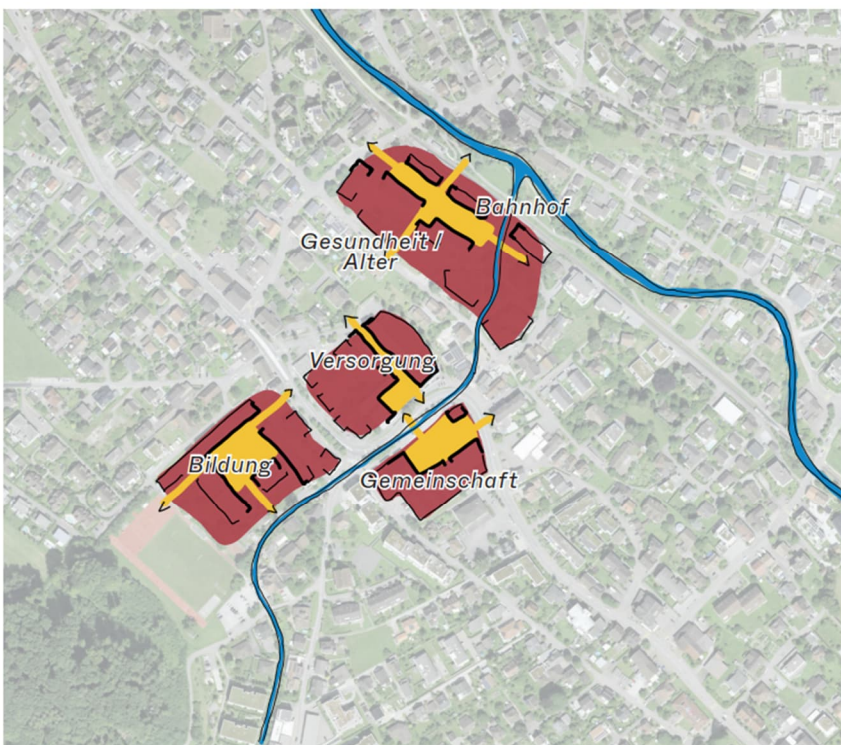 Bahnhof
Gesundheit /
Alter
Versorgung
Bildung
Gemeinschaft